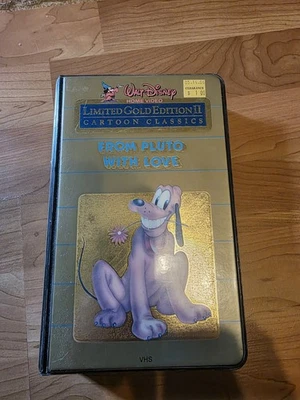 WALT DISNEY
HOME VIDEO
LIMITED GOLD EDITION II
CARTOON CLASSICS
FROM PLUTO
WITH LOVE
VHS